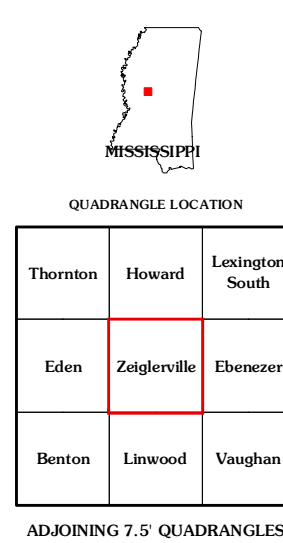 MISSISSIPPI
QUADRANGLE LOCATION
Thornton
Howard
Lexington
South
Eden
Zeiglerville
Ebenezer
Benton
Linwood
Vaughan
ADJOINING 7.5' QUADRANGLES